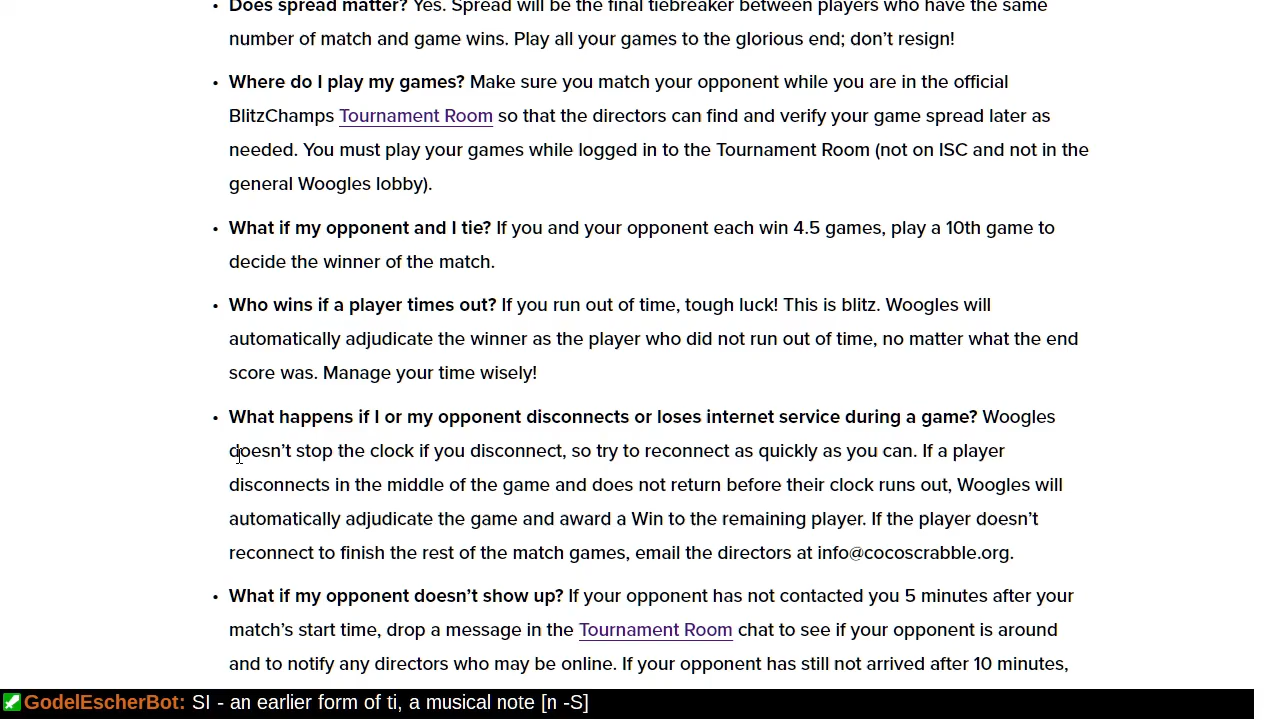 • Does spread matter? Yes. Spread will be the final tiebreaker between players who have the same
number of match and game wins. Play all your games to the glorious end; don’t resign!
• Where do I play my games? Make sure you match your opponent while you are in the official
BlitzChamps Tournament Room so that the directors can find and verify your game spread later as
needed. You must play your games while logged in to the Tournament Room (not on ISC and not in the
general Woogles lobby).
• What if my opponent and I tie? If you and your opponent each win 4.5 games, play a 10th game to
decide the winner of the match.
• Who wins if a player times out? If you run out of time, tough luck! This is blitz. Woogles will
automatically adjudicate the winner as the player who did not run out of time, no matter what the end
score was. Manage your time wisely!
• What happens if I or my opponent disconnects or loses internet service during a game? Woogles
doesn’t stop the clock if you disconnect, so try to reconnect as quickly as you can. If a player
disconnects in the middle of the game and does not return before their clock runs out, Woogles will
automatically adjudicate the game and award a Win to the remaining player. If the player doesn’t
reconnect to finish the rest of the match games, email the directors at info@cocoscrabble.org.
• What if my opponent doesn’t show up? If your opponent has not contacted you 5 minutes after your
match’s start time, drop a message in the Tournament Room chat to see if your opponent is around
and to notify any directors who may be online. If your opponent has still not arrived after 10 minutes,
GodelEscherBot: SI - an earlier form of ti, a musical note [n -S]